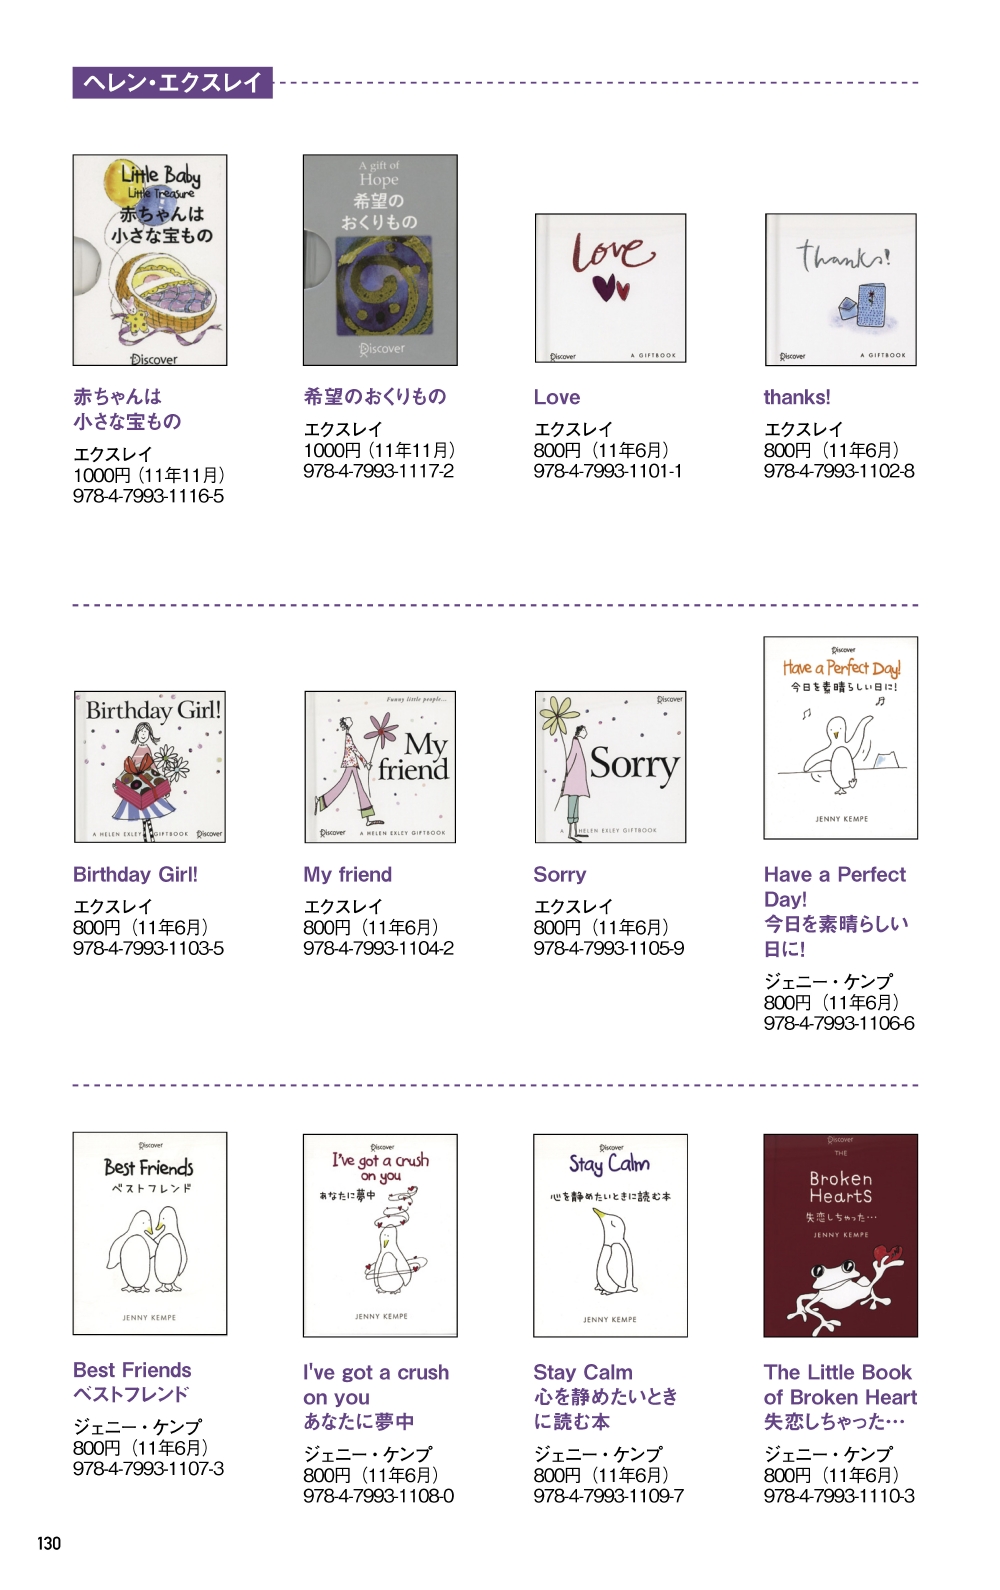 ヘレン・エクスレイ
Little Baby
Little Treasure
赤ちゃんは
小さな宝もの
Discover
赤ちゃんは
小さな宝もの
エクスレイ
1000円（11年11月）
978-4-7993-1116-5
A gift of
Hope
希望の
おくりもの
Discover
希望のおくりもの
エクスレイ
1000円（11年11月）
978-4-7993-1117-2
Love
Discover
A GIFTBOOK
Love
エクスレイ
800円（11年6月）
978-4-7993-1101-1
thanks!
Discover
A GIFTBOOK
thanks!
エクスレイ
800円（11年6月）
978-4-7993-1102-8
Birthday Girl!
A HELEN EXLEY GIFTBOOK
Discover
Birthday Girl!
エクスレイ
800円（11年6月）
978-4-7993-1103-5
Funny little people...
My
friend
Discover
A HELEN EXLEY GIFTBOOK
My friend
エクスレイ
800円（11年6月）
978-4-7993-1104-2
Discover
Sorry
A HELEN EXLEY GIFTBOOK
Sorry
エクスレイ
800円（11年6月）
978-4-7993-1105-9
Discover
Have a Perfect Day!
今日を素晴らしい日に!
JENNY KEMPE
Have a Perfect
Day!
今日を素晴らしい
日に!
ジェニー・ケンプ
800円（11年6月）
978-4-7993-1106-6
Discover
Best Friends
ベストフレンド
JENNY KEMPE
Best Friends
ベストフレンド
ジェニー・ケンプ
800円（11年6月）
978-4-7993-1107-3
Discover
I've got a crush
on you
あなたに夢中
JENNY KEMPE
I've got a crush
on you
あなたに夢中
ジェニー・ケンプ
800円（11年6月）
978-4-7993-1108-0
Discover
Stay Calm
心を静めたいときに読む本
JENNY KEMPE
Stay Calm
心を静めたいとき
に読む本
ジェニー・ケンプ
800円（11年6月）
978-4-7993-1109-7
Discover
THE
Broken
Hearts
失恋しちゃった…
JENNY KEMPE
The Little Book
of Broken Heart
失恋しちゃった…
ジェニー・ケンプ
800円（11年6月）
978-4-7993-1110-3
130